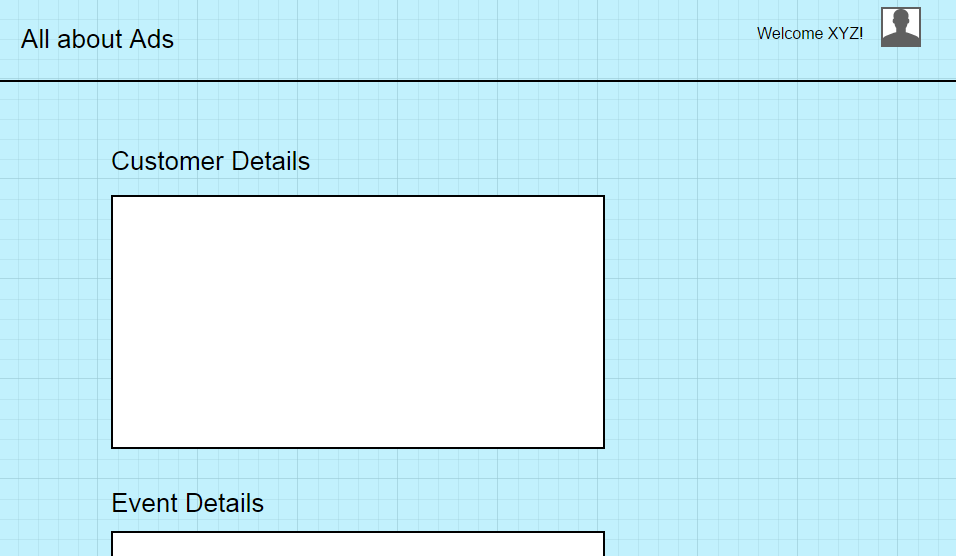 All about Ads
Welcome XYZ!
Customer Details
Event Details